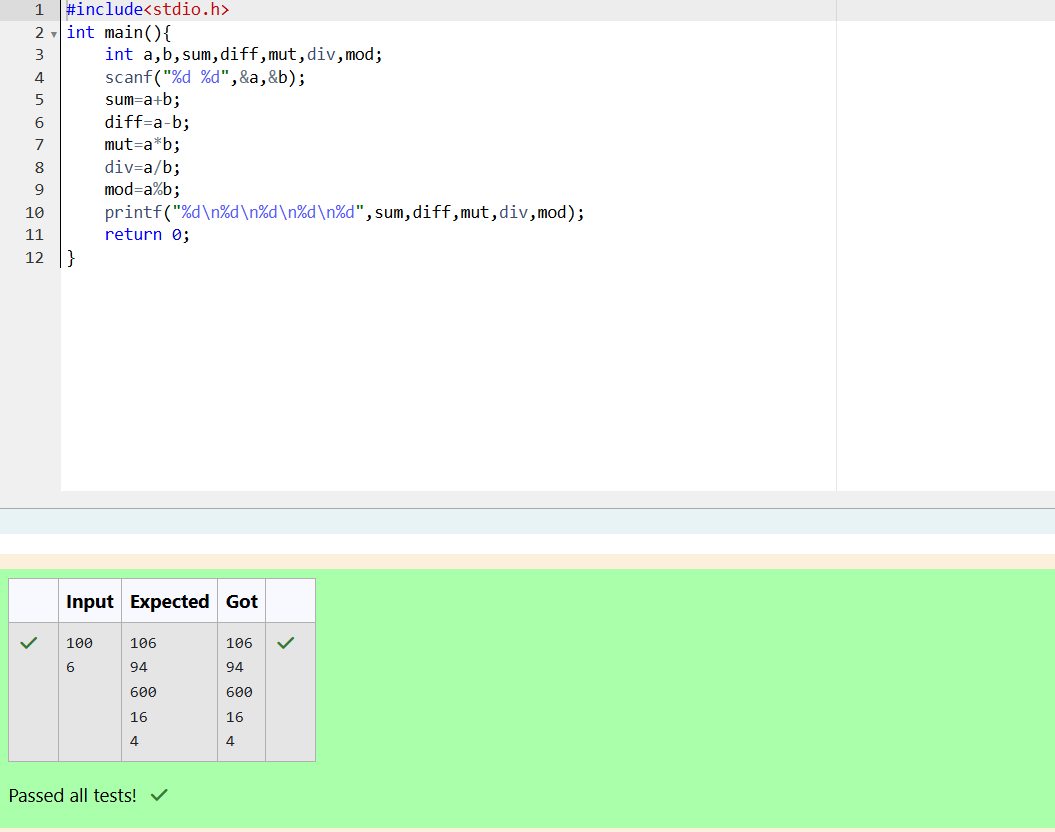 1 #include<stdio.h>
2 int main(){
3     int a,b,sum,diff,mut,div,mod;
4     scanf("%d %d",&a,&b);
5     sum=a+b;
6     diff=a-b;
7     mut=a*b;
8     div=a/b;
9     mod=a%b;
10     printf("%d\n%d\n%d\n%d\n%d",sum,diff,mut,div,mod);
11     return 0;
12 }
Input Expected Got
100 106 106
6 94 94
600 600
16 16
4 4
Passed all tests!